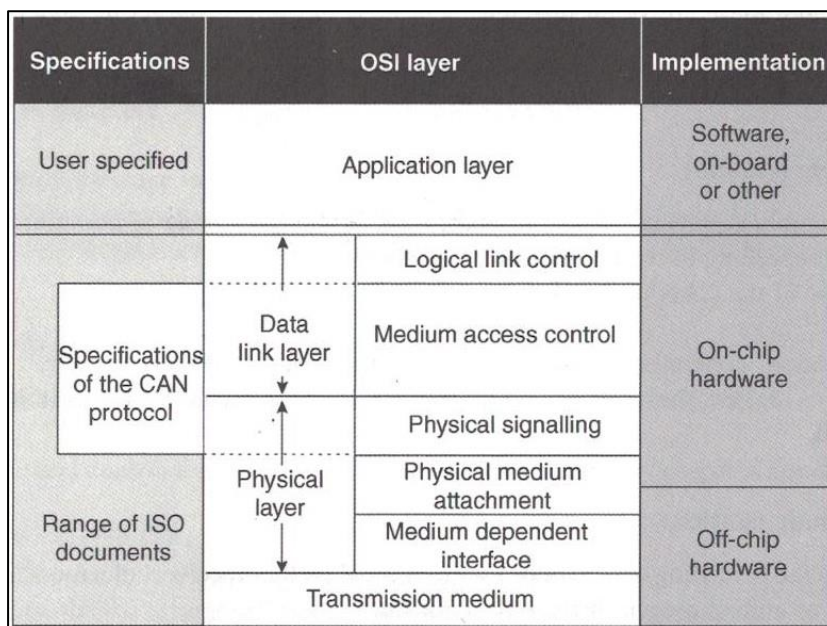 Specifications
OSI layer
Implementation
User specified
Application layer
Software,
on-board
or other
Logical link control
Data
link layer
Medium access control
Specifications
of the CAN
protocol
On-chip
hardware
Physical signalling
Physical
layer
Physical medium
attachment
Range of ISO
documents
Medium dependent
interface
Off-chip
hardware
Transmission medium